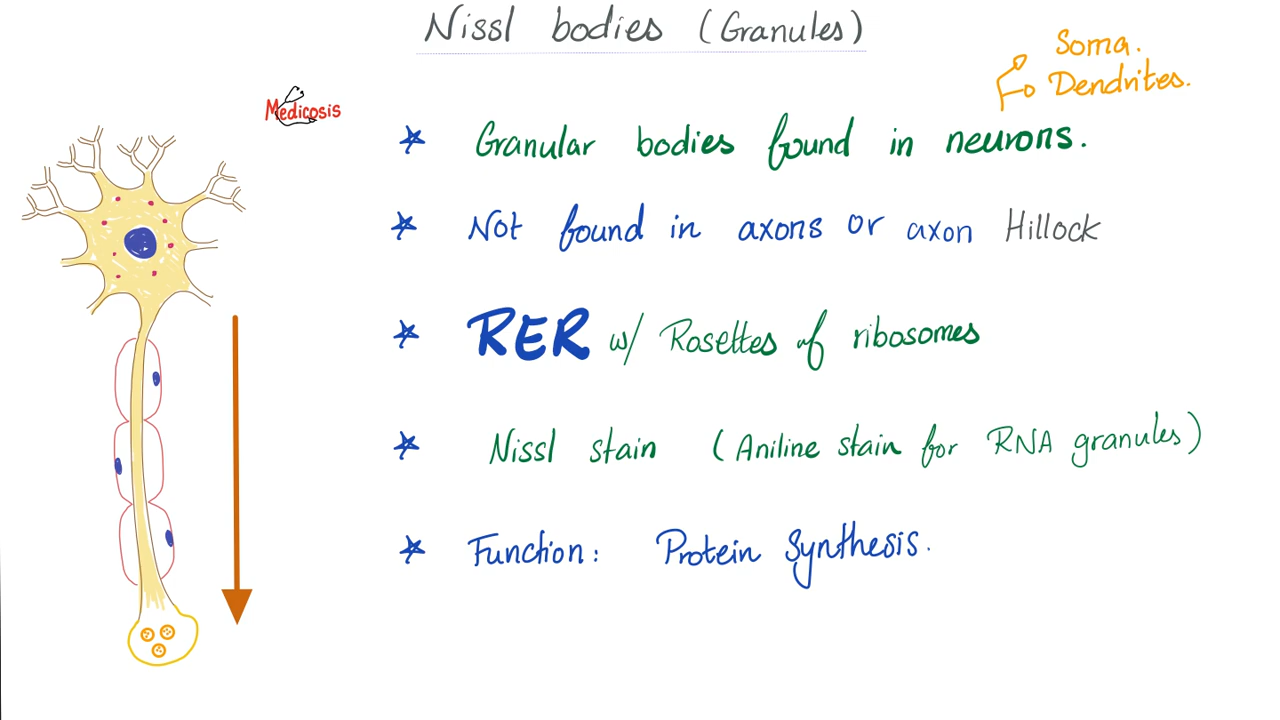 Nissl bodies (Granules)
Soma.
Dendrites.
Medicosis
* Granular bodies found in neurons.
* Not found in axons or axon Hillock
* RER w/ Rosettes of ribosomes
* Nissl stain (Aniline stain for RNA granules)
* Function: Protein Synthesis.